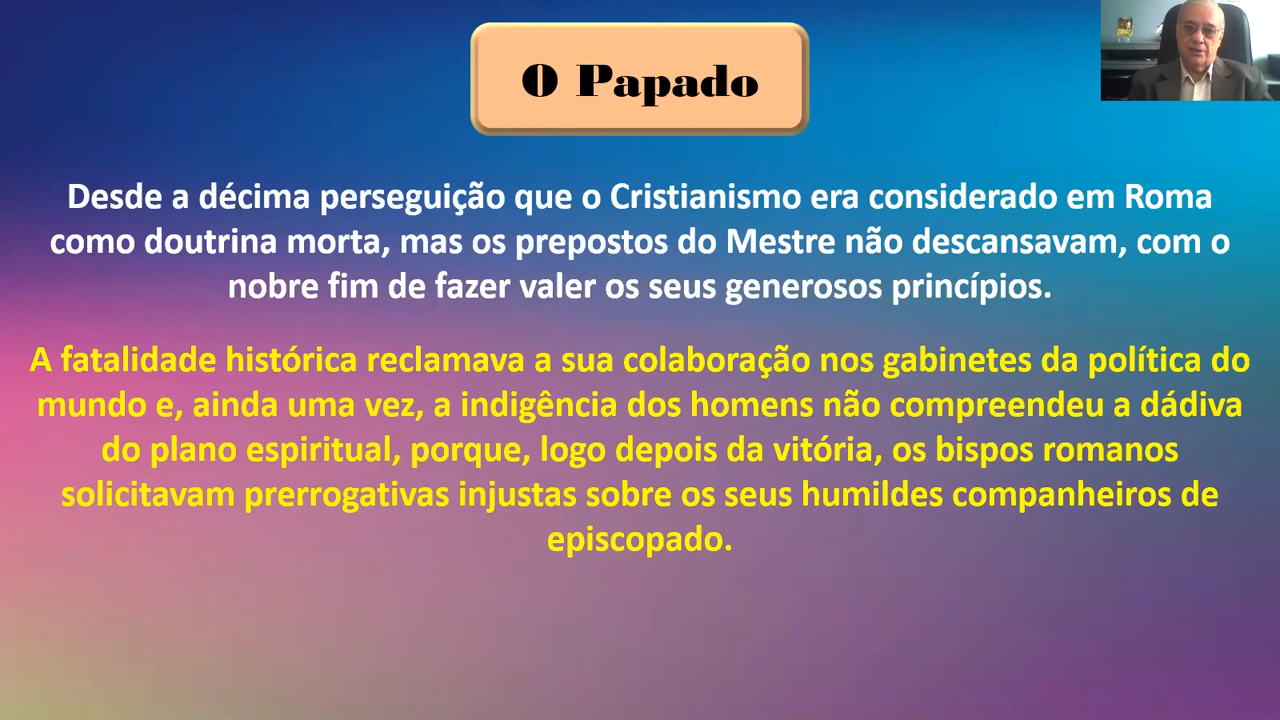 O Papado
Desde a décima perseguição que o Cristianismo era considerado em Roma
como doutrina morta, mas os prepostos do Mestre não descansavam, com o
nobre fim de fazer valer os seus generosos princípios.
A fatalidade histórica reclamava a sua colaboração nos gabinetes da política do
mundo e, ainda uma vez, a indigência dos homens não compreendeu a dádiva
do plano espiritual, porque, logo depois da vitória, os bispos romanos
solicitavam prerrogativas injustas sobre os seus humildes companheiros de
episcopado.